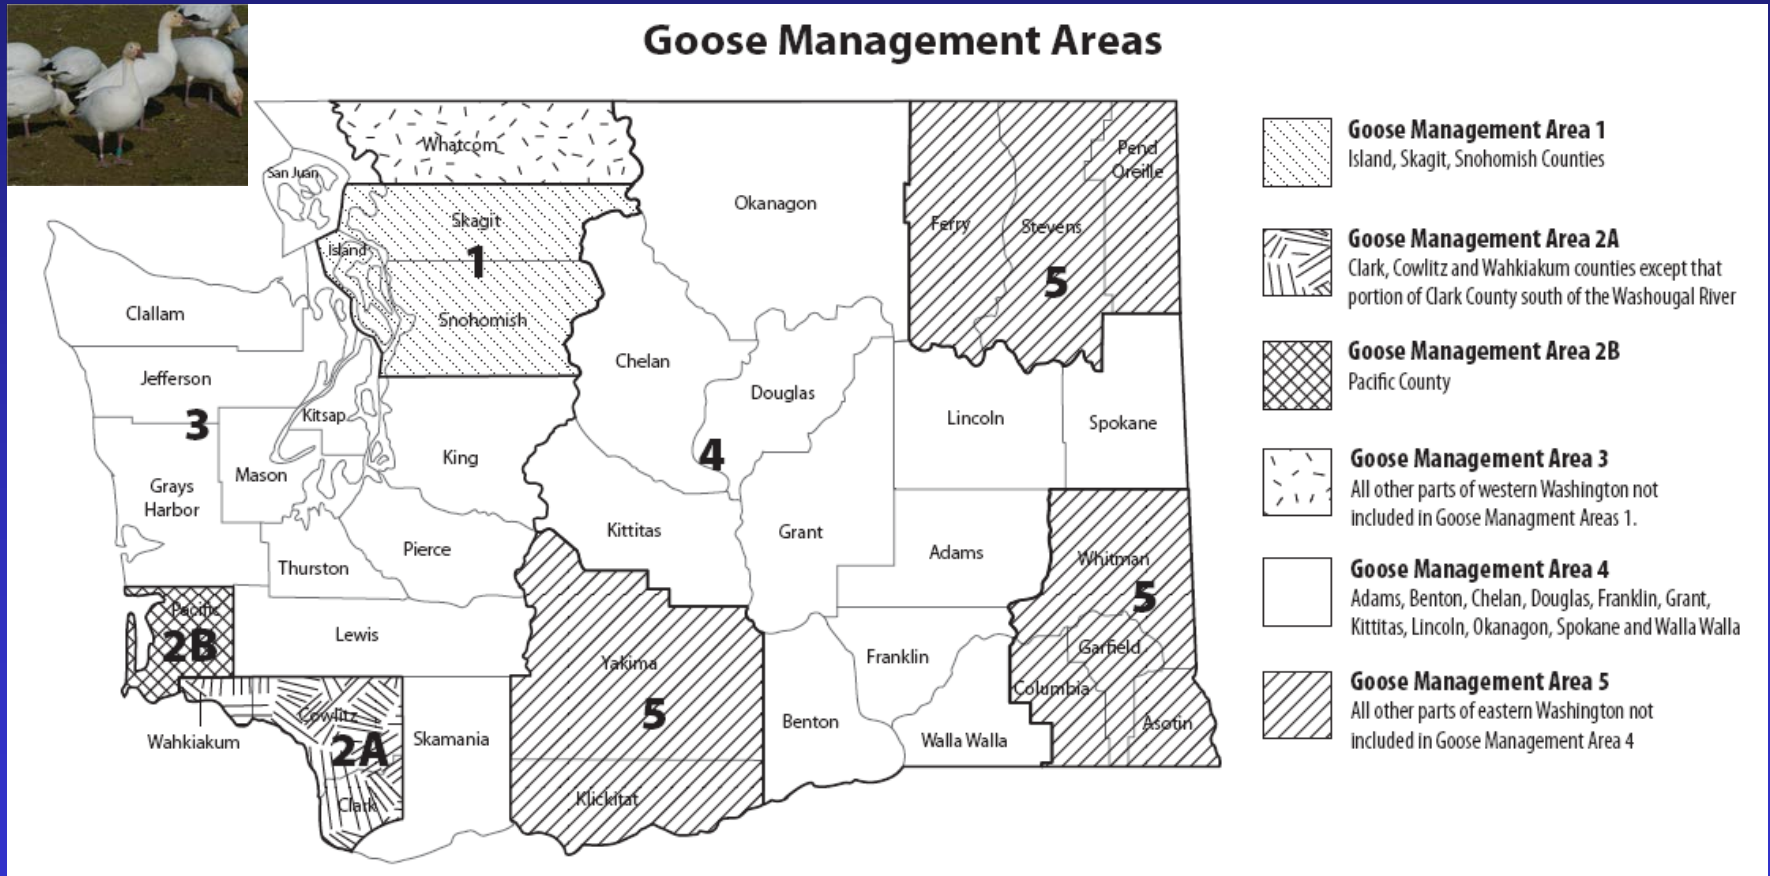 Goose Management Areas
Whatcom
San Juan
Skagit
Island
1
Snohomish
Okanagon
Ferry
Stevens
Pend
Oreille
5
Clallam
Jefferson
3
Kitsap
Mason
Grays
Harbor
King
Chelan
Douglas
4
Lincoln
Spokane
Kittitas
Grant
Adams
Whitman
5
Pierce
Thurston
Pacific
2B
Lewis
Yakima
5
Franklin
Garfield
Columbia
Asotin
Benton
Walla Walla
Wahkiakum
Cowlitz
2A
Clark
Skamania
Klickitat
Goose Management Area 1
Island, Skagit, Snohomish Counties
Goose Management Area 2A
Clark, Cowlitz and Wahkiakum counties except that
portion of Clark County south of the Washougal River
Goose Management Area 2B
Pacific County
Goose Management Area 3
All other parts of western Washington not
included in Goose Managment Areas 1.
Goose Management Area 4
Adams, Benton, Chelan, Douglas, Franklin, Grant,
Kittitas, Lincoln, Okanagon, Spokane and Walla Walla
Goose Management Area 5
All other parts of eastern Washington not
included in Goose Management Area 4